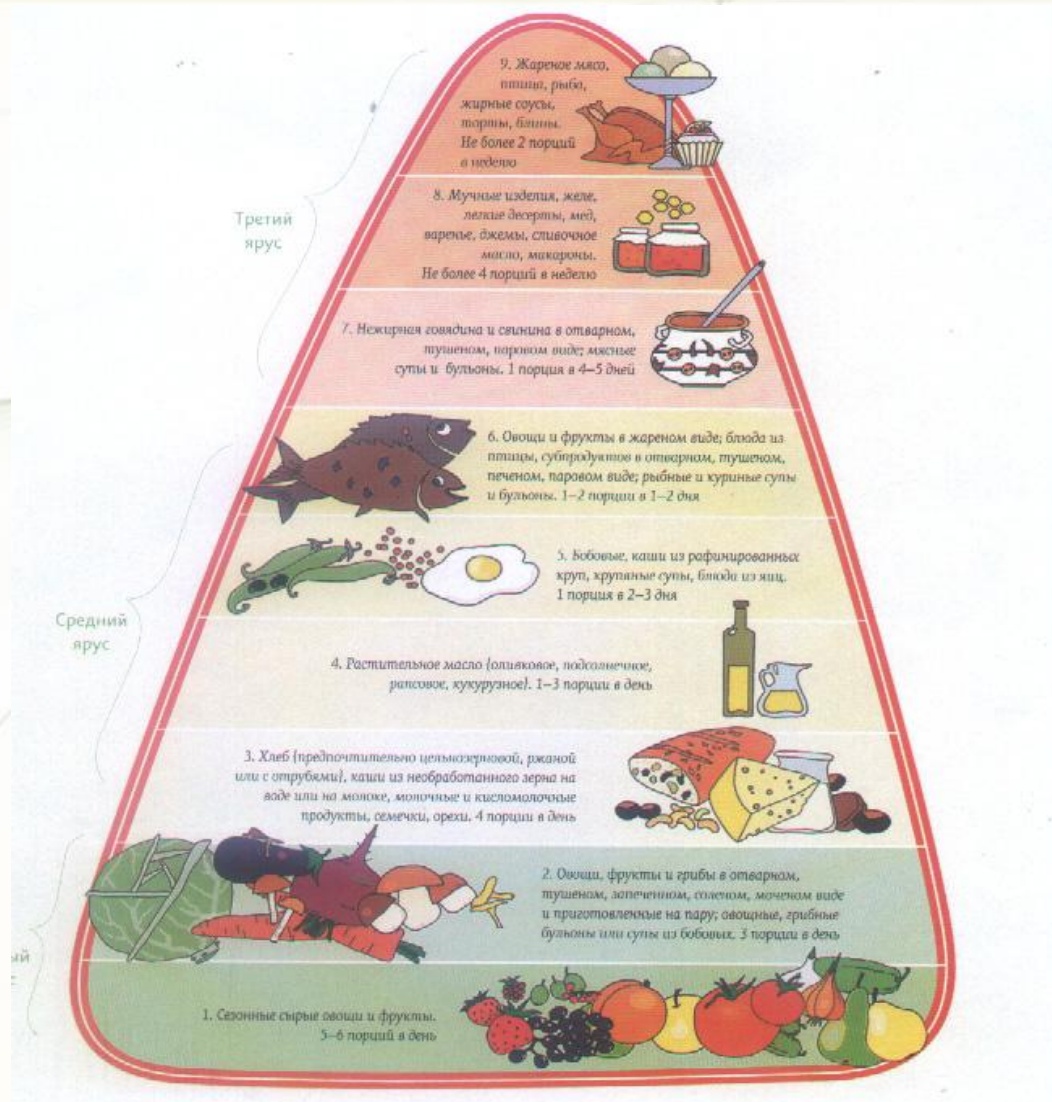 9. Жареное мясо,
птица, рыба,
жирные соусы,
торты, блины.
Не более 2 порций
в неделю
Третий
ярус
8. Мучные изделия, желе,
легкие десерты, мед,
варенье, джемы, сливочное
масло, макароны.
Не более 4 порций в неделю
7. Нежирная говядина и свинина в отварном,
тушеном, паровом виде; мясные
супы и бульоны. 1 порция в 4–5 дней
6. Овощи и фрукты в жареном виде; блюда из
птицы, субпродуктов в отварном, тушеном,
печеном, паровом виде; рыбные и куриные супы
и бульоны. 1–2 порции в 1–2 дня
5. Бобовые, каши из рафинированных
круп, крупяные супы, блюда из яиц.
1 порция в 2–3 дня
Средний
ярус
4. Растительное масло (оливковое, подсолнечное,
рапсовое, кукурузное). 1–3 порции в день
3. Хлеб (предпочтительно цельнозерновой, ржаной
или с отрубями), каши из необработанного зерна на
воде или на молоке, молочные и кисломолочные
продукты, семечки, орехи. 4 порции в день
2. Овощи, фрукты и грибы в отварном,
тушеном, запеченном, соленом, моченом виде
и приготовленные на пару; овощные, грибные
бульоны или супы из бобовых. 3 порции в день
ый
1. Сезонные сырые овощи и фрукты.
5–6 порций в день